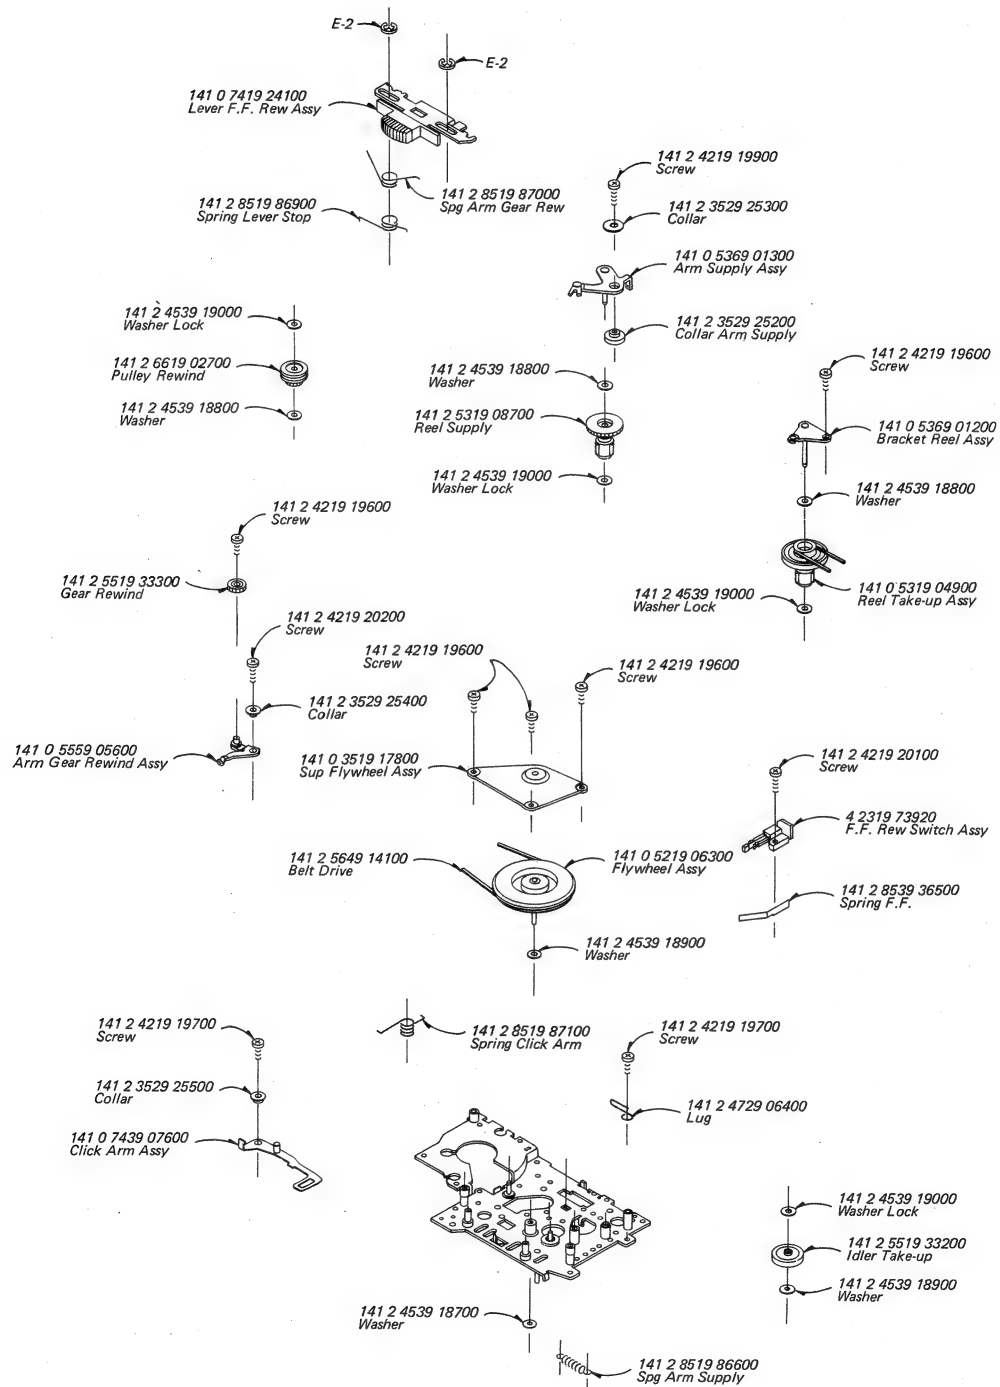 E-2
E-2
141 0 7419 24100
Lever F.F. Rew Assy
141 2 4219 19900
Screw
141 2 8519 87000
Spg Arm Gear Rew
141 2 8519 86900
Spring Lever Stop
141 2 3529 25300
Collar
141 0 5369 01300
Arm Supply Assy
141 2 4539 19000
Washer Lock
141 2 3529 25200
Collar Arm Supply
141 2 6619 02700
Pulley Rewind
141 2 4539 18800
Washer
141 2 4219 19600
Screw
141 2 4539 18800
Washer
141 2 5319 08700
Reel Supply
141 0 5369 01200
Bracket Reel Assy
141 2 4539 19000
Washer Lock
141 2 4539 18800
Washer
141 2 4219 19600
Screw
141 2 5519 33300
Gear Rewind
141 2 4539 19000
Washer Lock
141 0 5319 04900
Reel Take-up Assy
141 2 4219 20200
Screw
141 2 4219 19600
Screw
141 2 4219 19600
Screw
141 2 3529 25400
Collar
141 0 5559 05600
Arm Gear Rewind Assy
141 0 3519 17800
Sup Flywheel Assy
141 2 4219 20100
Screw
4 2319 73920
F.F. Rew Switch Assy
141 2 5649 14100
Belt Drive
141 0 5219 06300
Flywheel Assy
141 2 8539 36500
Spring F.F.
141 2 4539 18900
Washer
141 2 4219 19700
Screw
141 2 8519 87100
Spring Click Arm
141 2 4219 19700
Screw
141 2 3529 25500
Collar
141 2 4729 06400
Lug
141 0 7439 07600
Click Arm Assy
141 2 4539 19000
Washer Lock
141 2 5519 33200
Idler Take-up
141 2 4539 18900
Washer
141 2 4539 18700
Washer
141 2 8519 86600
Spg Arm Supply